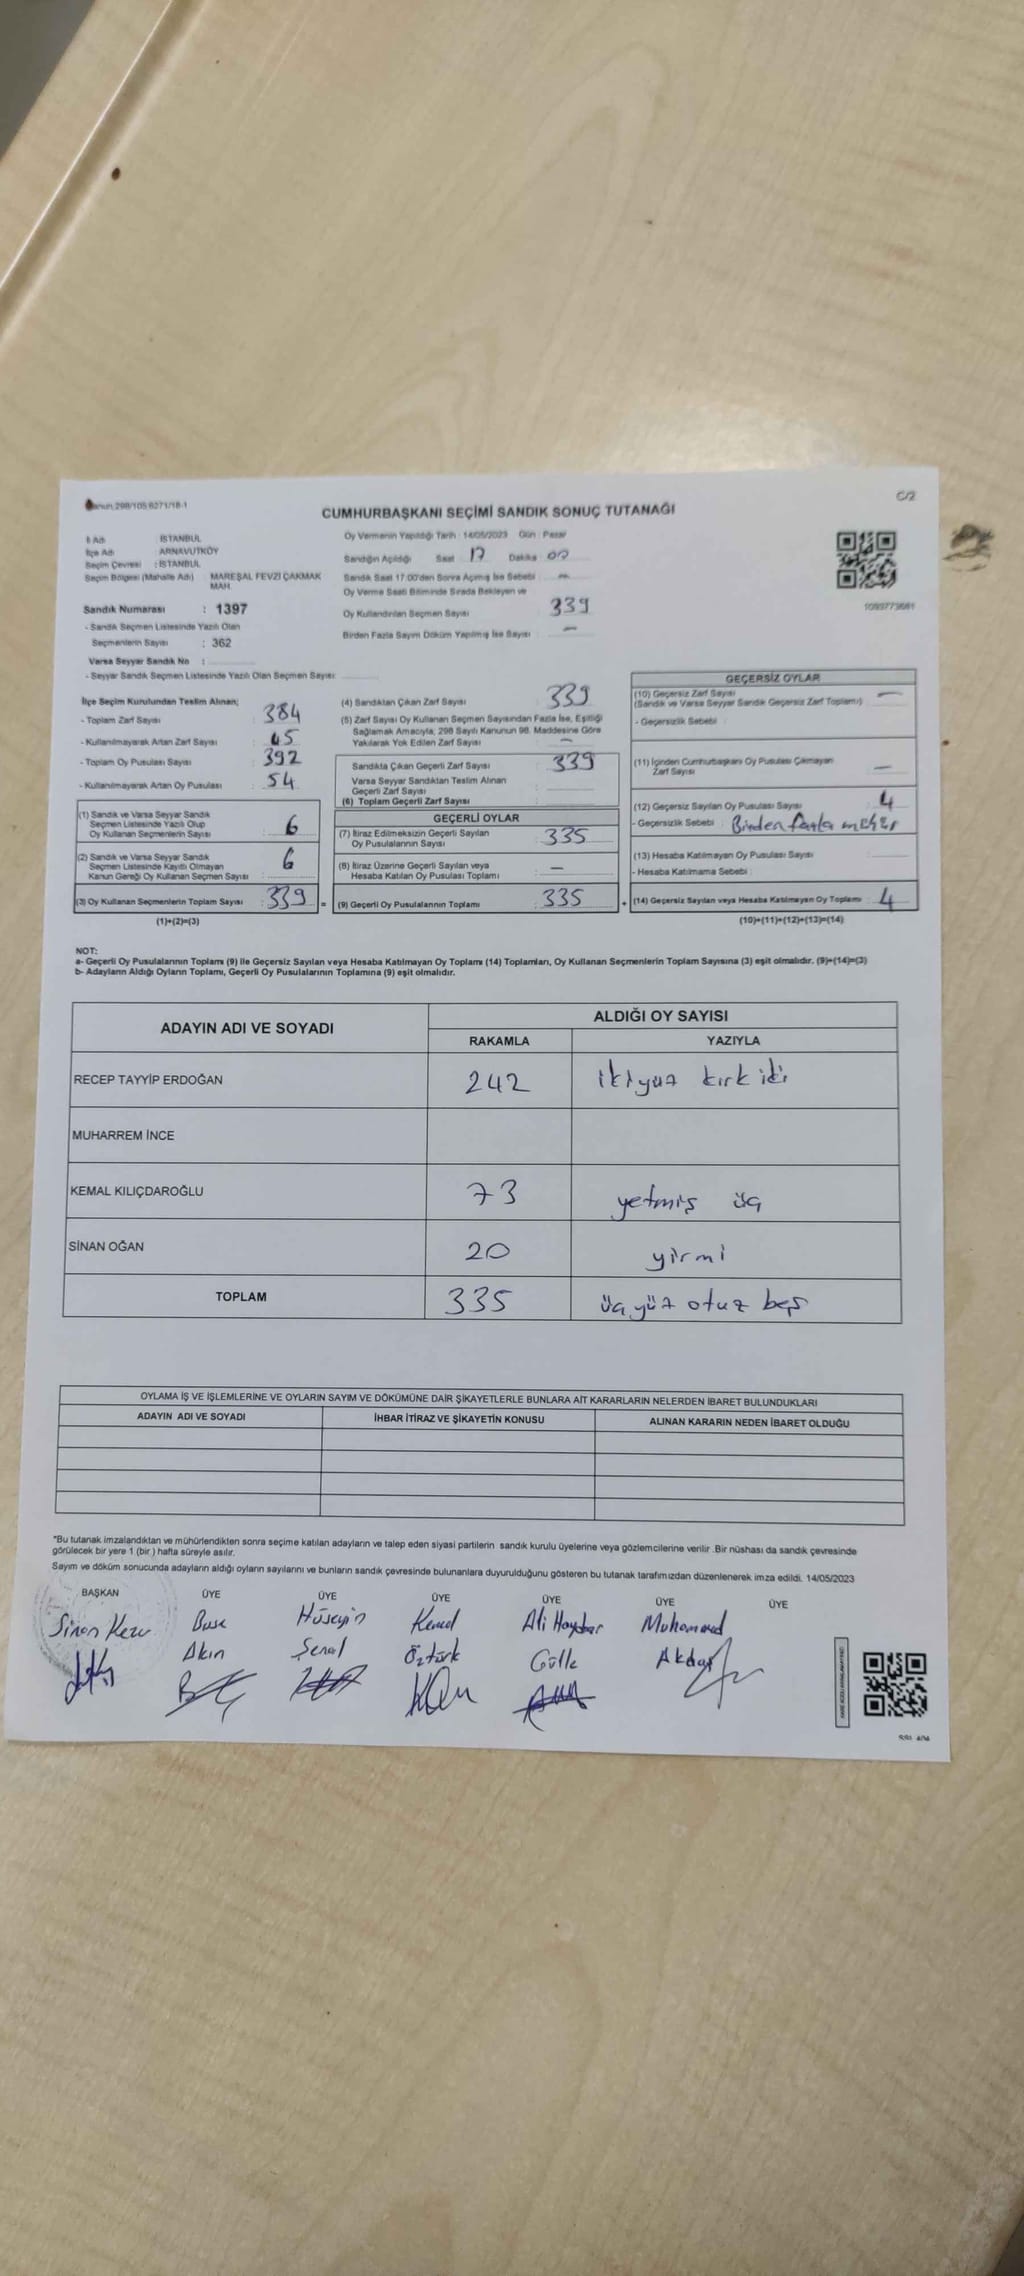 Kanun:298/105;6271/18-1
C/2
CUMHURBAŞKANI SEÇİMİ SANDIK SONUÇ TUTANAĞI
İl Adı : İSTANBUL
İlçe Adı : ARNAVUTKÖY
Seçim Çevresi : İSTANBUL
Seçim Bölgesi (Mahalle Adı) : MAREŞAL FEVZİ ÇAKMAK MAH.
Sandık Numarası : 1397
- Sandık Seçmen Listesinde Yazılı Olan
Seçmenlerin Sayısı : 362
Varsa Seyyar Sandık No :
- Seyyar Sandık Seçmen Listesinde Yazılı Olan Seçmen Sayısı :
Oy Vermenin Yapıldığı Tarih : 14/05/2023 Gün : Pazar
Sandığın Açıldığı Saat 17 Dakika 00
Sandık Saat 17.00'den Sonra Açılmış İse Sebebi : —
Oy Verme Saati Bitiminde Sırada Bekleyen ve
Oy Kullandırılan Seçmen Sayısı : 339
Birden Fazla Sayım Döküm Yapılmış İse Sayısı : —
1093773681
İlçe Seçim Kurulundan Teslim Alınan;
- Toplam Zarf Sayısı : 384
- Kullanılmayarak Artan Zarf Sayısı : 45
- Toplam Oy Pusulası Sayısı : 392
- Kullanılmayarak Artan Oy Pusulası : 54
(1) Sandık ve Varsa Seyyar Sandık
Seçmen Listesinde Yazılı Olup
Oy Kullanan Seçmenlerin Sayısı : 6
(2) Sandık ve Varsa Seyyar Sandık
Seçmen Listesinde Kayıtlı Olmayan
Kanun Gereği Oy Kullanan Seçmen Sayısı : 6
(3) Oy Kullanan Seçmenlerin Toplam Sayısı : 339 =
(1)+(2)=(3)
(4) Sandıktan Çıkan Zarf Sayısı : 339
(5) Zarf Sayısı Oy Kullanan Seçmen Sayısından Fazla İse, Eşitliği
Sağlamak Amacıyla, 298 Sayılı Kanunun 98. Maddesine Göre
Yakılarak Yok Edilen Zarf Sayısı : —
Sandıkta Çıkan Geçerli Zarf Sayısı : 339
Varsa Seyyar Sandıktan Teslim Alınan
Geçerli Zarf Sayısı :
(6) Toplam Geçerli Zarf Sayısı :
GEÇERLİ OYLAR
(7) İtiraz Edilmeksizin Geçerli Sayılan
Oy Pusulalarının Sayısı : 335
(8) İtiraz Üzerine Geçerli Sayılan veya
Hesaba Katılan Oy Pusulası Toplamı : —
(9) Geçerli Oy Pusulalarının Toplamı : 335 +
GEÇERSİZ OYLAR
(10) Geçersiz Zarf Sayısı : —
(Sandık ve Varsa Seyyar Sandık Geçersiz Zarf Toplamı)
- Geçersizlik Sebebi :
(11) İçinden Cumhurbaşkanı Oy Pusulası Çıkmayan
Zarf Sayısı : —
(12) Geçersiz Sayılan Oy Pusulası Sayısı : 4
- Geçersizlik Sebebi : Birden fazla mühür
(13) Hesaba Katılmayan Oy Pusulası Sayısı :
- Hesaba Katılmama Sebebi :
(14) Geçersiz Sayılan veya Hesaba Katılmayan Oy Toplamı : 4
(10)+(11)+(12)+(13)=(14)
NOT:
a- Geçerli Oy Pusulalarının Toplamı (9) ile Geçersiz Sayılan veya Hesaba Katılmayan Oy Toplamı (14) Toplamları, Oy Kullanan Seçmenlerin Toplam Sayısına (3) eşit olmalıdır. (9)+(14)=(3)
b- Adayların Aldığı Oyların Toplamı, Geçerli Oy Pusulalarının Toplamına (9) eşit olmalıdır.
ADAYIN ADI VE SOYADI ALDIĞI OY SAYISI
RAKAMLA YAZIYLA
RECEP TAYYİP ERDOĞAN 242 ikiyüz kırk iki
MUHARREM İNCE
KEMAL KILIÇDAROĞLU 73 yetmiş üç
SİNAN OĞAN 20 yirmi
TOPLAM 335 üçyüz otuz beş
OYLAMA İŞ VE İŞLEMLERİNE VE OYLARIN SAYIM VE DÖKÜMÜNE DAİR ŞİKAYETLERLE BUNLARA AİT KARARLARIN NELERDEN İBARET BULUNDUKLARI
ADAYIN ADI VE SOYADI İHBAR İTİRAZ VE ŞİKAYETİN KONUSU ALINAN KARARIN NEDEN İBARET OLDUĞU
*Bu tutanak imzalandıktan ve mühürlendikten sonra seçime katılan adayların ve talep eden siyasi partilerin sandık kurulu üyelerine veya gözlemcilerine verilir .Bir nüshası da sandık çevresinde
görülecek bir yere 1 (bir ) hafta süreyle asılır.
Sayım ve döküm sonucunda adayların aldığı oyların sayılarını ve bunların sandık çevresinde bulunanlara duyurulduğunu gösteren bu tutanak tarafımızdan düzenlenerek imza edildi. 14/05/2023
BAŞKAN ÜYE ÜYE ÜYE ÜYE ÜYE ÜYE
Sinan Buse Hüseyin Kemal Ali Haydar Muhammed
Akın Şenal Öztürk Gülle Akdaş